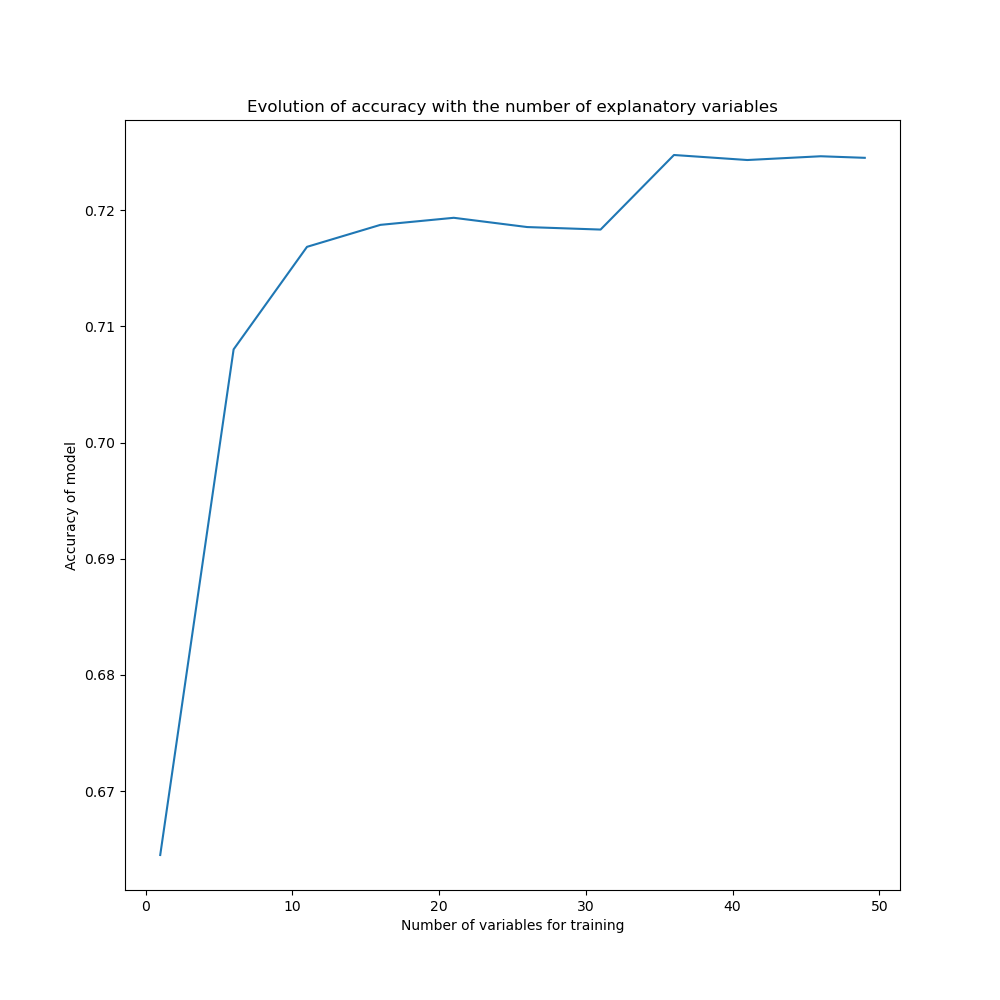 Evolution of accuracy with the number of explanatory variables
0.72
0.71
0.70
0.69
0.68
0.67
Accuracy of model
0 10 20 30 40 50
Number of variables for training